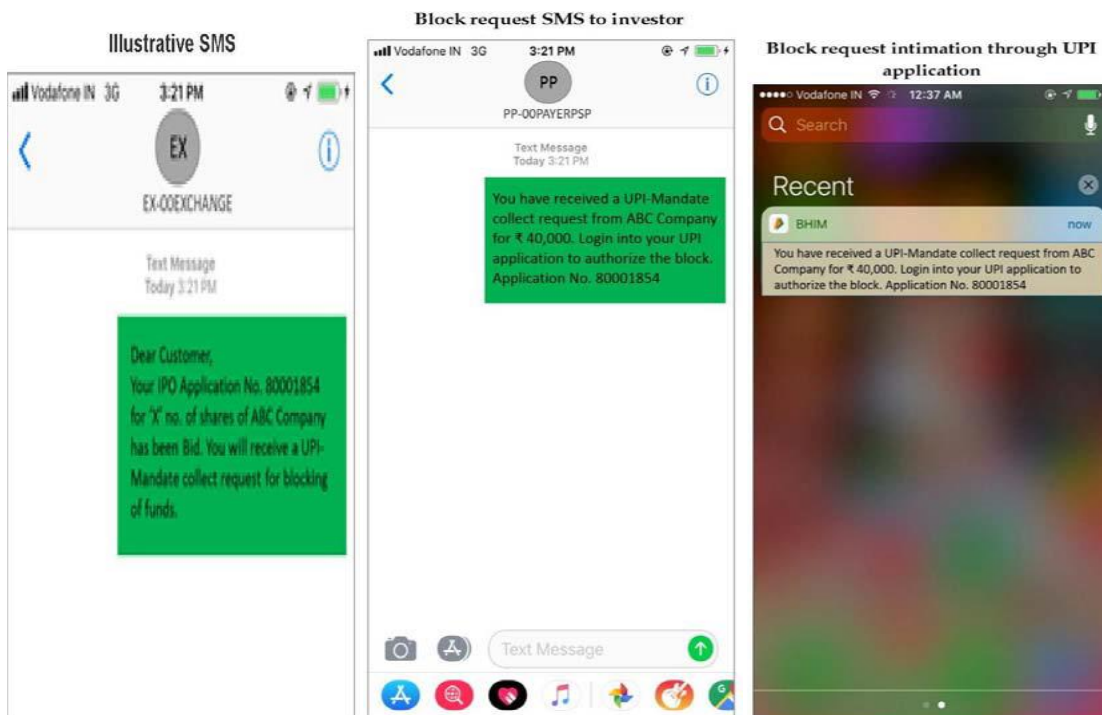 Illustrative SMS
Vodafone IN 3G 3:21 PM
EX
EX-00EXCHANGE
Text Message
Today 3:21 PM
Dear Customer,
Your IPO Application No. 80001854
for 'X' no. of shares of ABC Company
has been Bid. You will receive a UPI-
Mandate collect request for blocking
of funds.
Block request SMS to investor
Vodafone IN 3G 3:21 PM
PP
PP-00PAYERPSP
Text Message
Today 3:21 PM
You have received a UPI-Mandate
collect request from ABC Company
for ₹ 40,000. Login into your UPI
application to authorize the block.
Application No. 80001854
Text Message
Block request intimation through UPI
application
Vodafone IN 12:37 AM
Search
Recent
BHIM now
You have received a UPI-Mandate collect request from ABC
Company for ₹ 40,000. Login into your UPI application to
authorize the block. Application No. 80001854